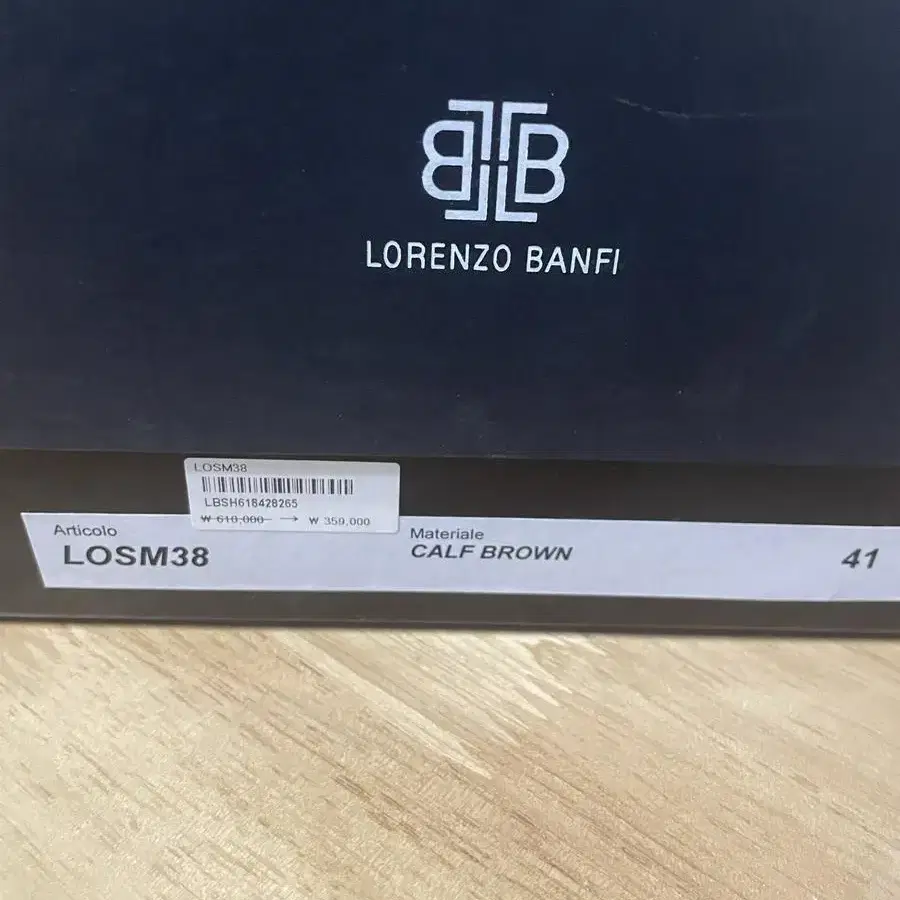 LORENZO BANFI
LOSM38
LBSH618428265
₩ 610,000 → ₩ 359,000
Articolo
LOSM38
Materiale
CALF BROWN
41